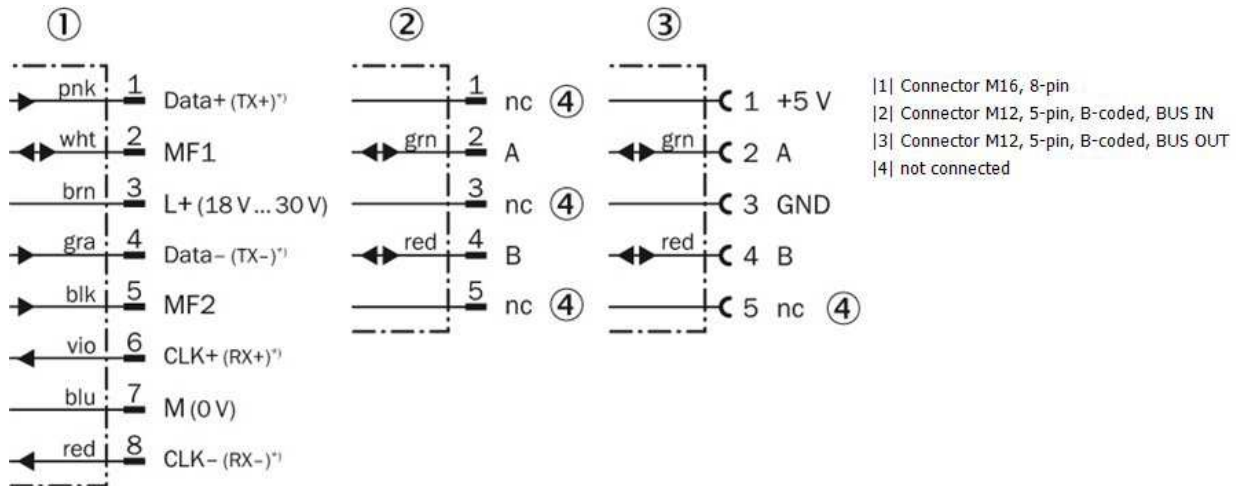 ① ② ③
pnk 1 Data+ (TX+)*)
wht 2 MF1
brn 3 L+ (18 V ... 30 V)
gra 4 Data– (TX–)*)
blk 5 MF2
vio 6 CLK+ (RX+)*)
blu 7 M (0 V)
red 8 CLK– (RX–)*)
1 nc ④
grn 2 A
3 nc ④
red 4 B
5 nc ④
1 +5 V
grn 2 A
3 GND
red 4 B
5 nc ④
|1| Connector M16, 8-pin
|2| Connector M12, 5-pin, B-coded, BUS IN
|3| Connector M12, 5-pin, B-coded, BUS OUT
|4| not connected